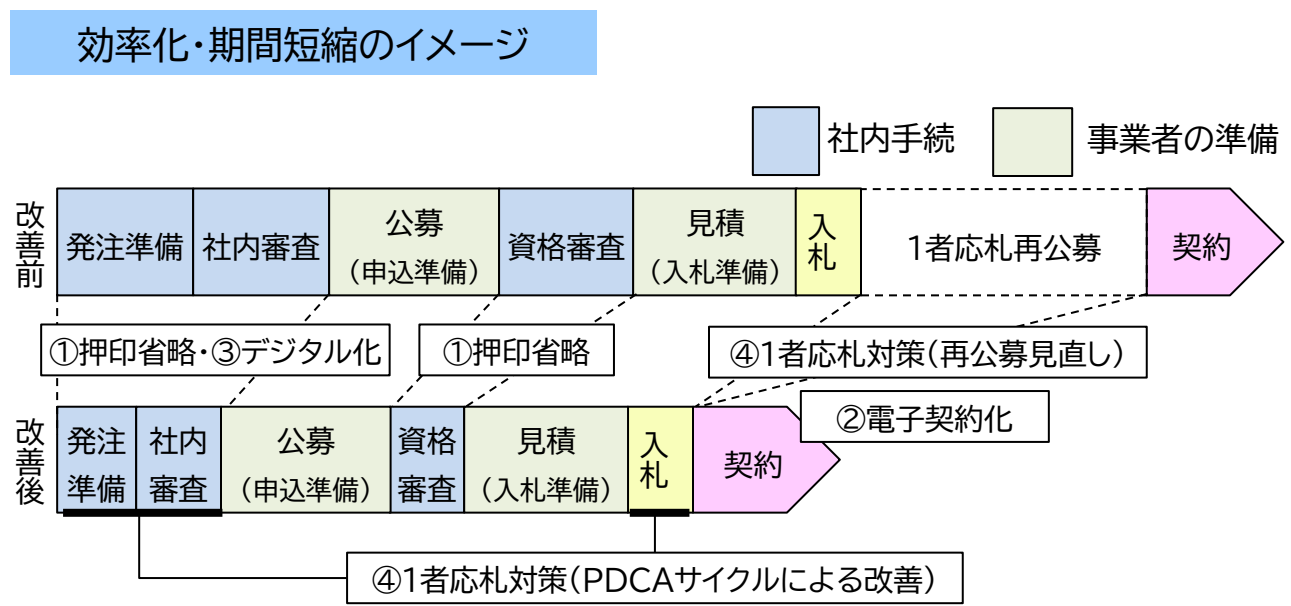 効率化・期間短縮のイメージ
社内手続
事業者の準備
改善前
発注準備
社内審査
公募
(申込準備)
資格審査
見積
(入札準備)
入札
1者応札再公募
契約
①押印省略・③デジタル化
①押印省略
④1者応札対策(再公募見直し)
②電子契約化
改善後
発注
準備
社内
審査
公募
(申込準備)
資格
審査
見積
(入札準備)
入札
契約
④1者応札対策(PDCAサイクルによる改善)